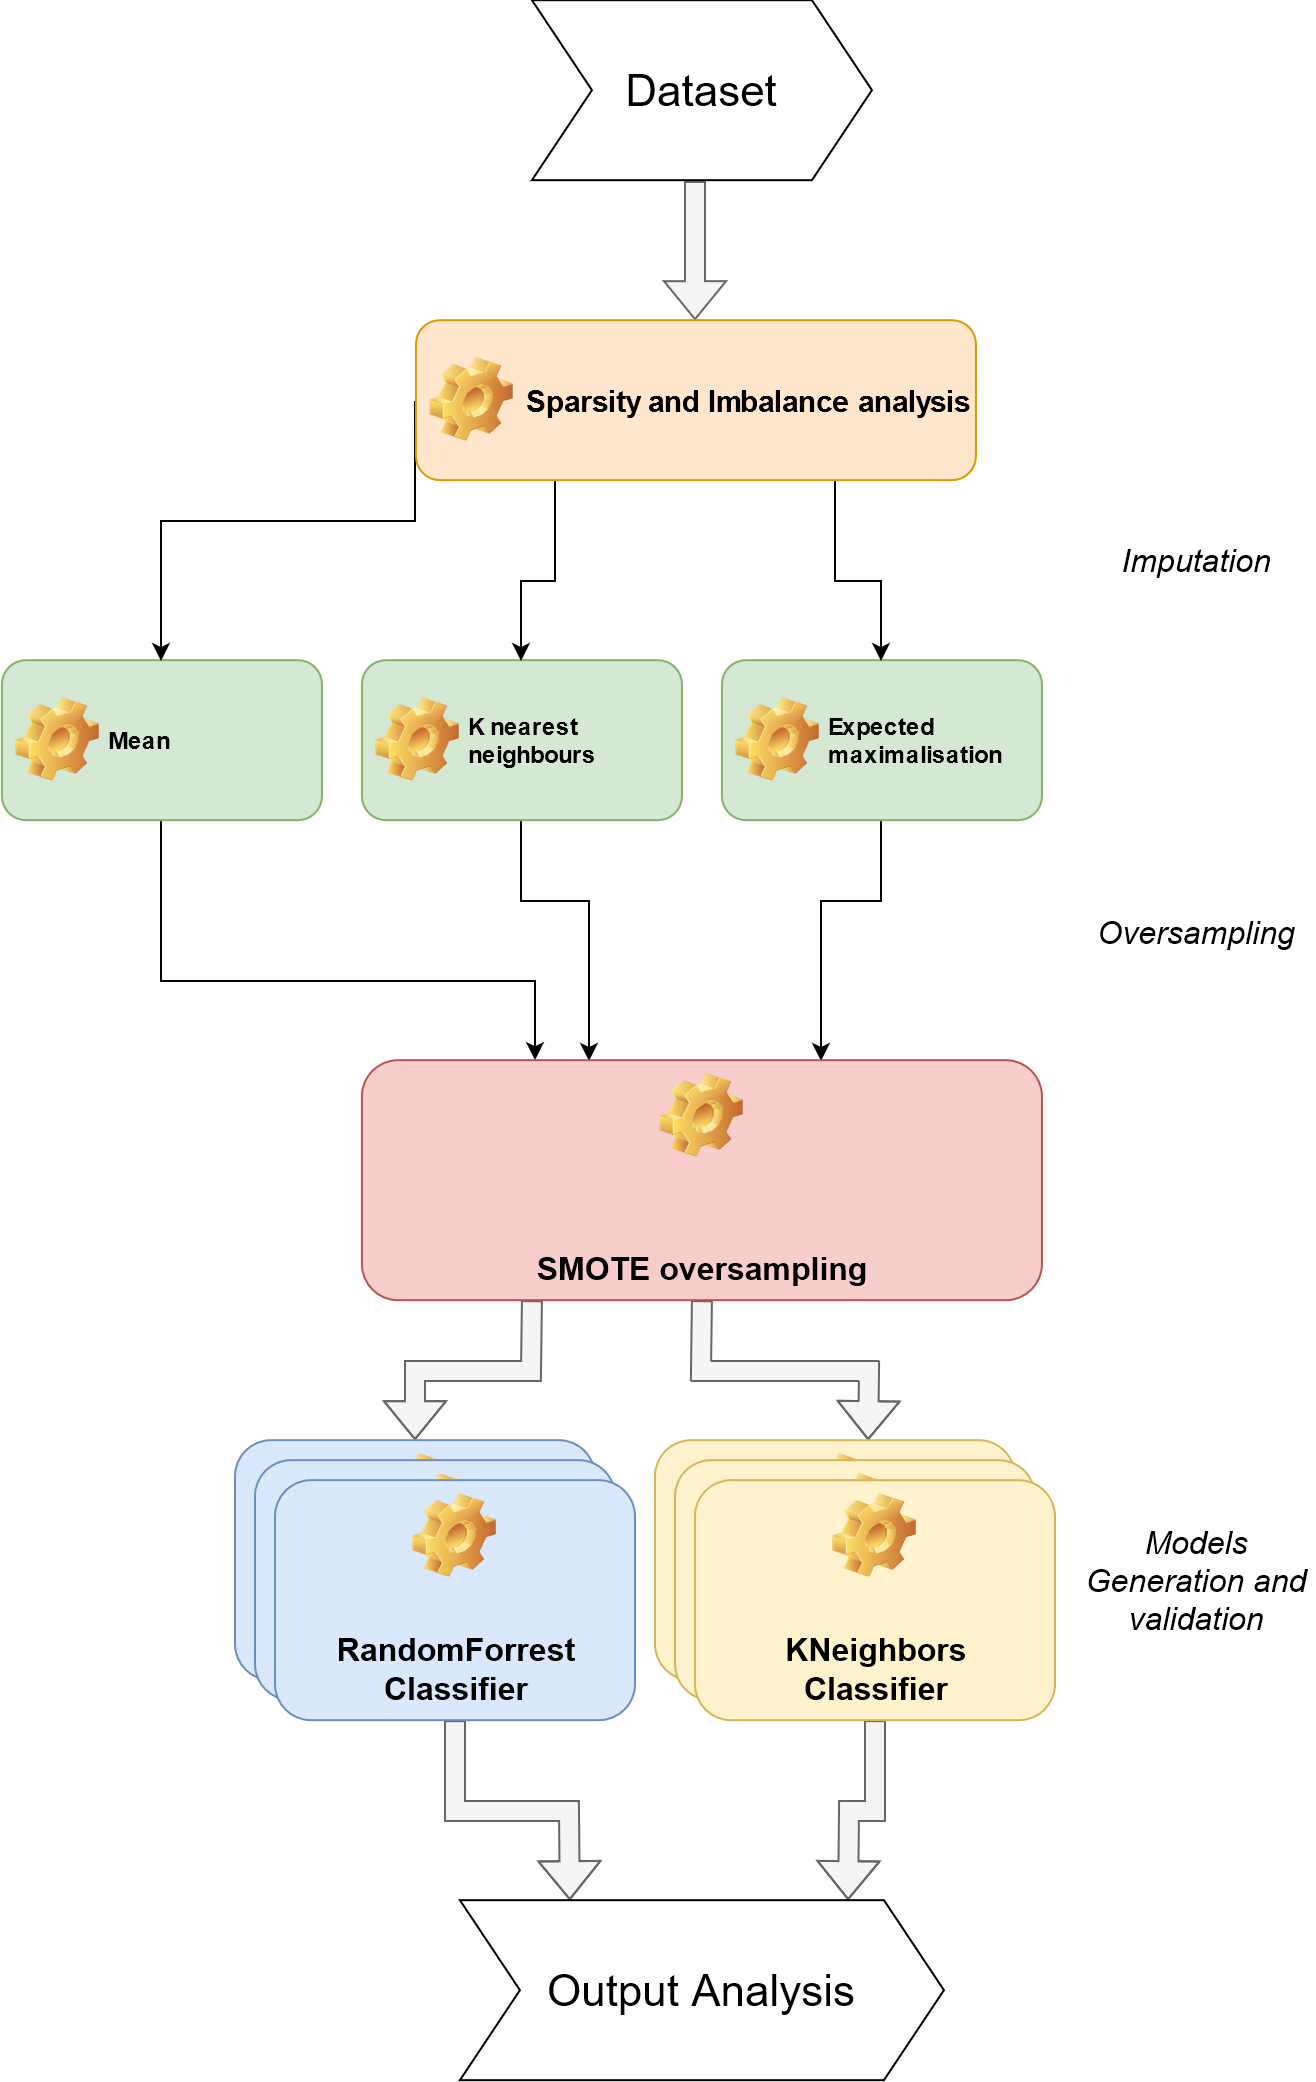 Dataset
Sparsity and Imbalance analysis
Imputation
Mean
K nearest
neighbours
Expected
maximalisation
Oversampling
SMOTE oversampling
RandomForrest
Classifier
KNeighbors
Classifier
Models
Generation and
validation
Output Analysis